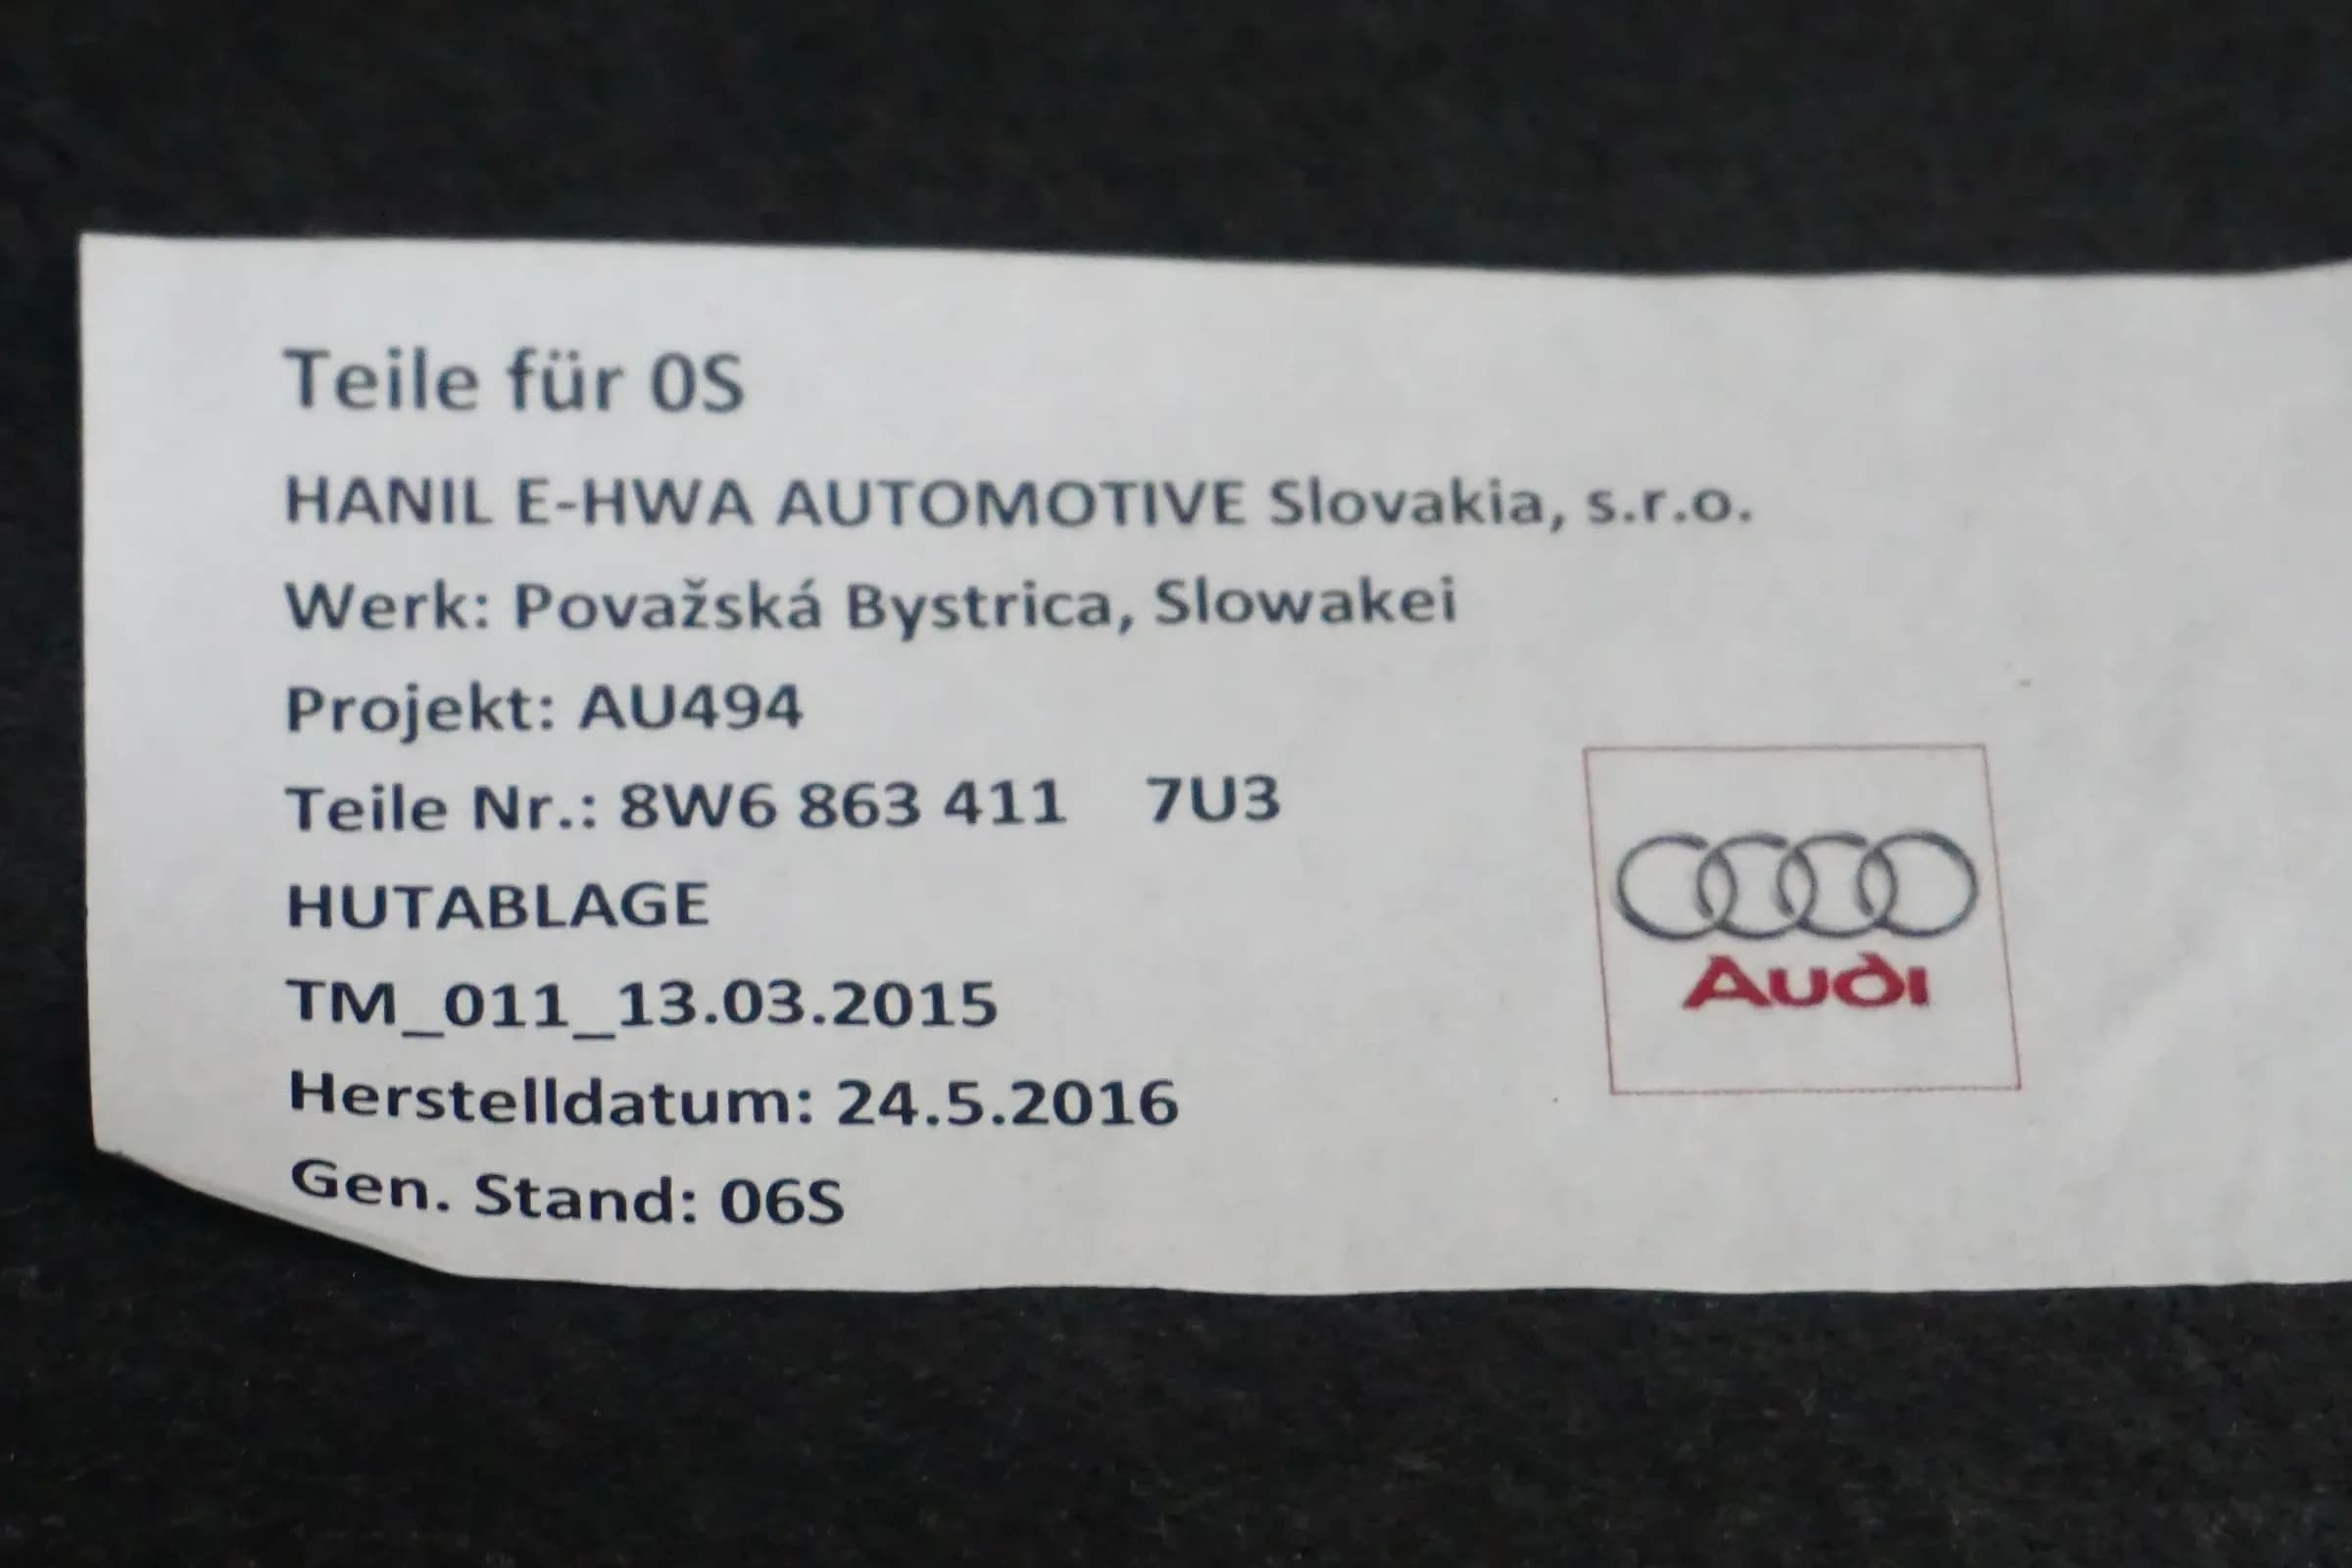 Teile für 0S
HANIL E-HWA AUTOMOTIVE Slovakia, s.r.o.
Werk: Považská Bystrica, Slowakei
Projekt: AU494
Teile Nr.: 8W6 863 411 7U3
HUTABLAGE
TM_011_13.03.2015
Herstelldatum: 24.5.2016
Gen. Stand: 06S
Audi